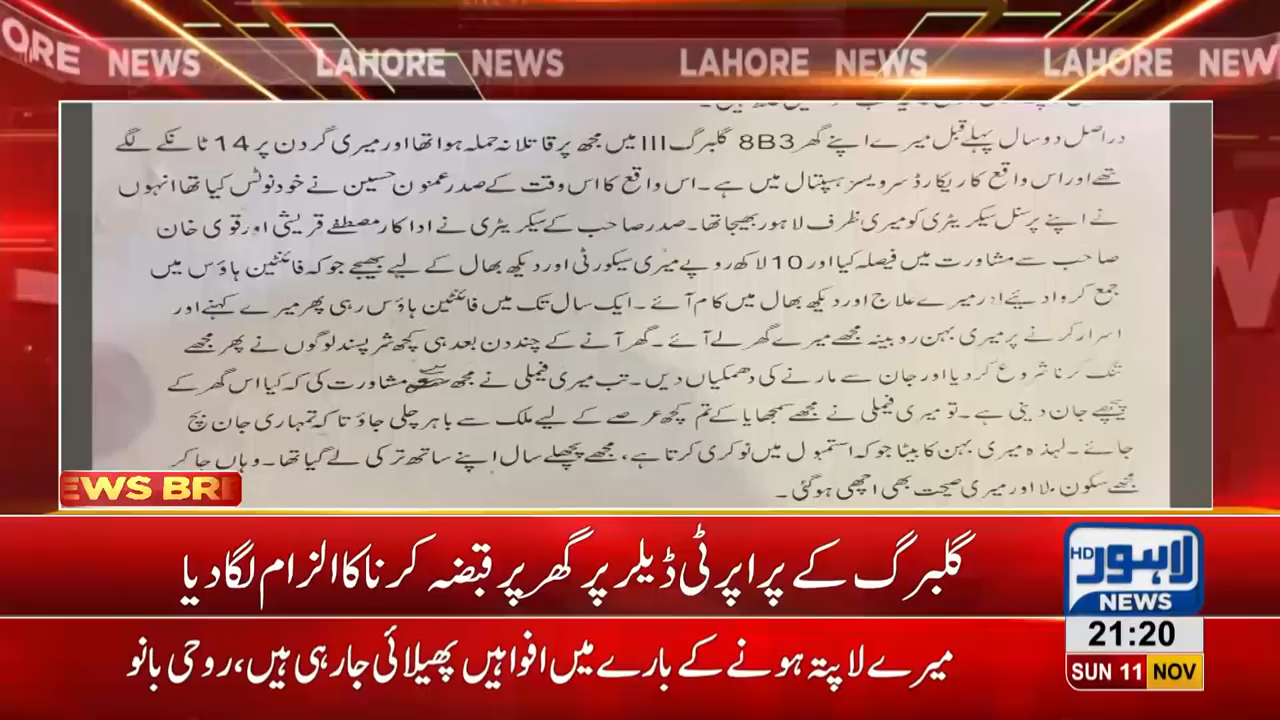 LAHORE NEWS LAHORE NEWS LAHORE NEWS
دراصل دو سال پہلے قبل میرے اپنے گھر 8B3 گلبرگ III میں مجھ پر قاتلانہ حملہ ہوا تھا اور میری گردن پر 14 ٹانکے لگے
تھے اور اس واقع کا ریکارڈ سرویسز ہسپتال میں ہے۔ اس واقع کا اس وقت کے صدر عمنون حسین نے خود نوٹس کیا تھا انہوں
نے اپنے پرسنل سیکریٹری کو میری طرف لاہور بھیجا تھا۔ صدر صاحب کے سیکریٹری نے اداکار مصطفے قریشی اور قوی خان
صاحب سے مشاورت میں فیصلہ کیا اور 10 لاکھ روپے میری سیکورٹی اور دیکھ بھال کے لیے بھیجے جو کہ فائنٹین ہاؤس میں
جمع کروا دئیے اور میرے علاج اور دیکھ بھال میں کام آئے۔ ایک سال تک میں فائنٹین ہاؤس رہی پھر میرے کہنے اور
اسرار کرنے پر میری بہن روبینہ مجھے میرے گھر لے آئے۔ گھر آنے کے چند دن بعد ہی کچھ شر پسند لوگوں نے پھر مجھے
تنگ کرنا شروع کر دیا اور جان سے مارنے کی دھمکیاں دیں۔ تب میری فیملی نے مجھ سے مشاورت کی کہ کیا اس گھر کے
پیچھے جان دینی ہے۔ تو میری فیملی نے مجھے سمجھایا کے تم کچھ عرصے کے لیے ملک سے باہر چلی جاؤ تاکہ تمہاری جان بچ
جائے۔ لہذہ میری بہن کا بیٹا جو کہ استمبول میں نوکری کرتا ہے، مجھے پچھلے سال اپنے ساتھ ترکی لے گیا تھا۔ وہاں جا کر
مجھے سکون ملا اور میری صحت بھی اچھی ہو گئی۔
EWS BRI
گلبرگ کے پراپرٹی ڈیلر پر گھر پر قبضہ کرنا کا الزام لگا دیا
میرے لاپتہ ہونے کے بارے میں افواہیں پھیلائی جارہی ہیں، روحی بانو
HD لاہور
NEWS
21:20
SUN 11 NOV